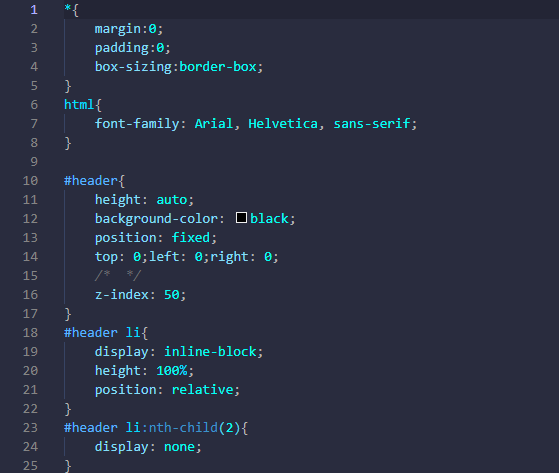 1 *{
2     margin:0;
3     padding:0;
4     box-sizing:border-box;
5 }
6 html{
7     font-family: Arial, Helvetica, sans-serif;
8 }
9
10 #header{
11     height: auto;
12     background-color: black;
13     position: fixed;
14     top: 0;left: 0;right: 0;
15     /*  */
16     z-index: 50;
17 }
18 #header li{
19     display: inline-block;
20     height: 100%;
21     position: relative;
22 }
23 #header li:nth-child(2){
24     display: none;
25 }